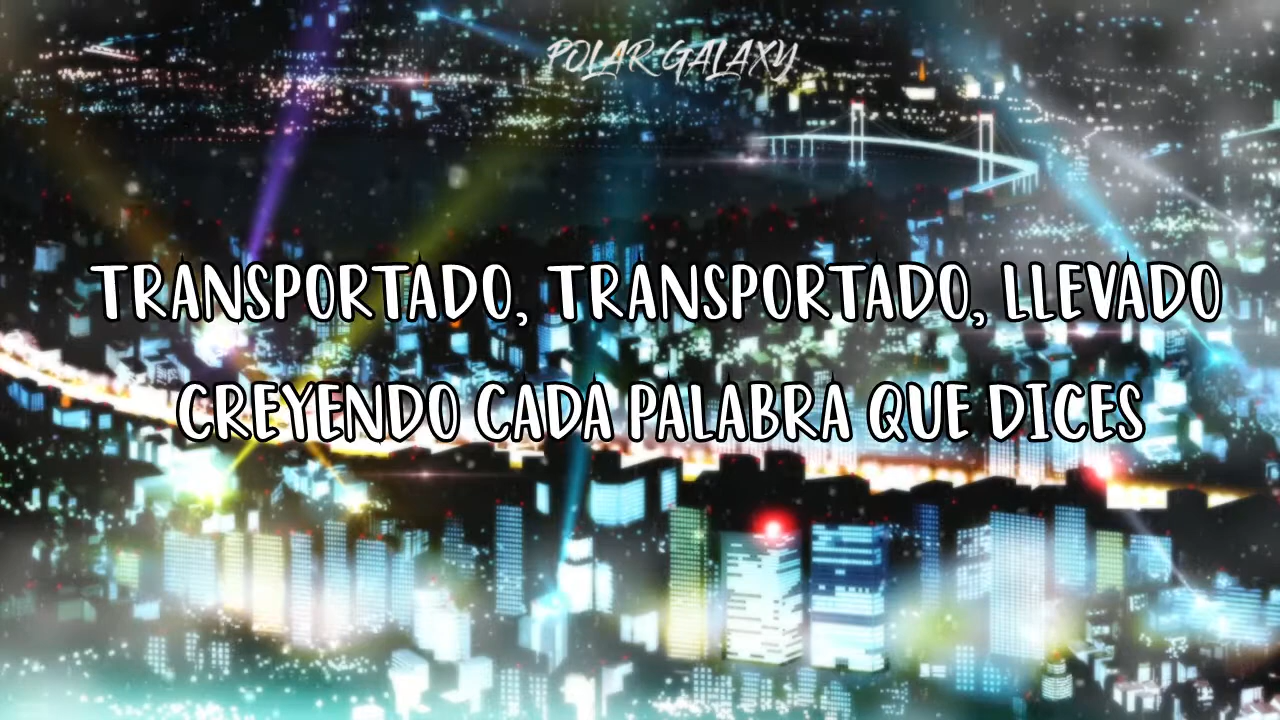 POLAR GALAXY
TRANSPORTADO, TRANSPORTADO, LLEVADO
CREYENDO CADA PALABRA QUE DICES